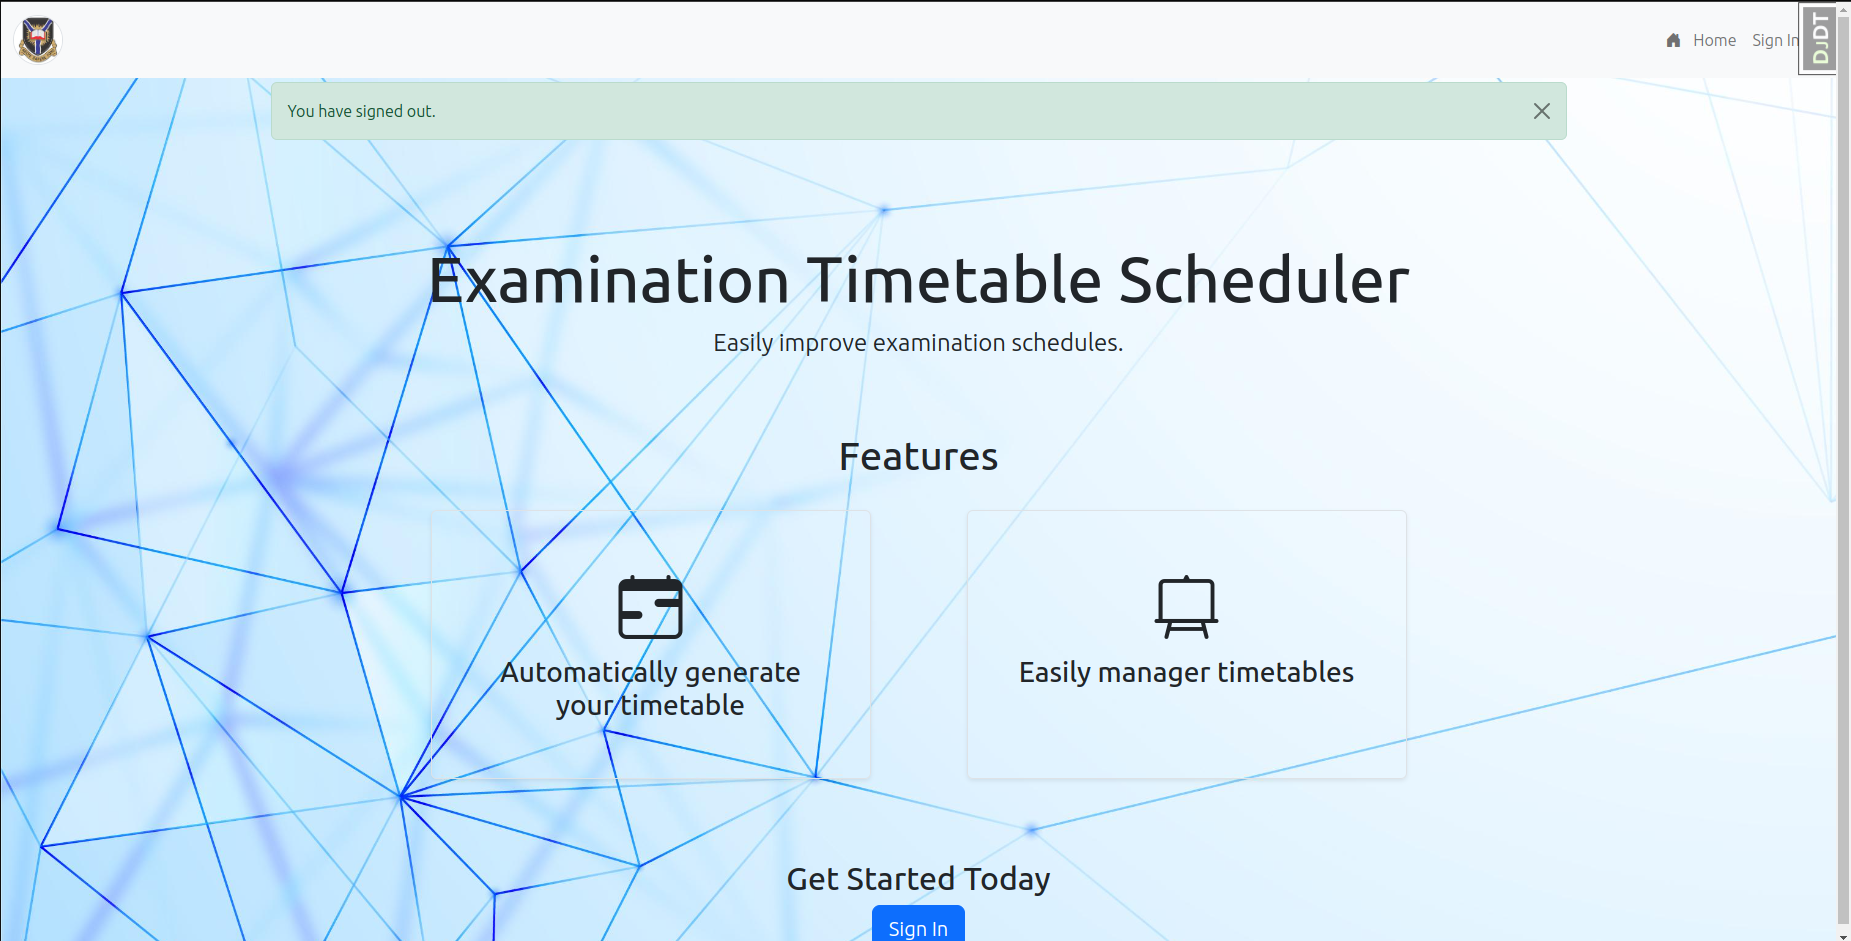 Home Sign In
DJDT
You have signed out.
Examination Timetable Scheduler
Easily improve examination schedules.
Features
Automatically generate
your timetable
Easily manager timetables
Get Started Today
Sign In